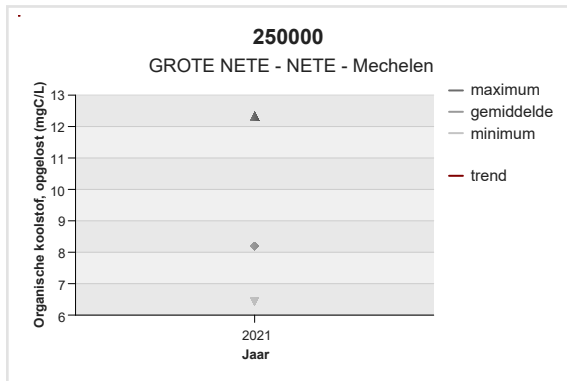 250000
GROTE NETE - NETE - Mechelen
Organische koolstof, opgelost (mgC/L)
13
12
11
10
9
8
7
6
2021
Jaar
maximum
gemiddelde
minimum
trend